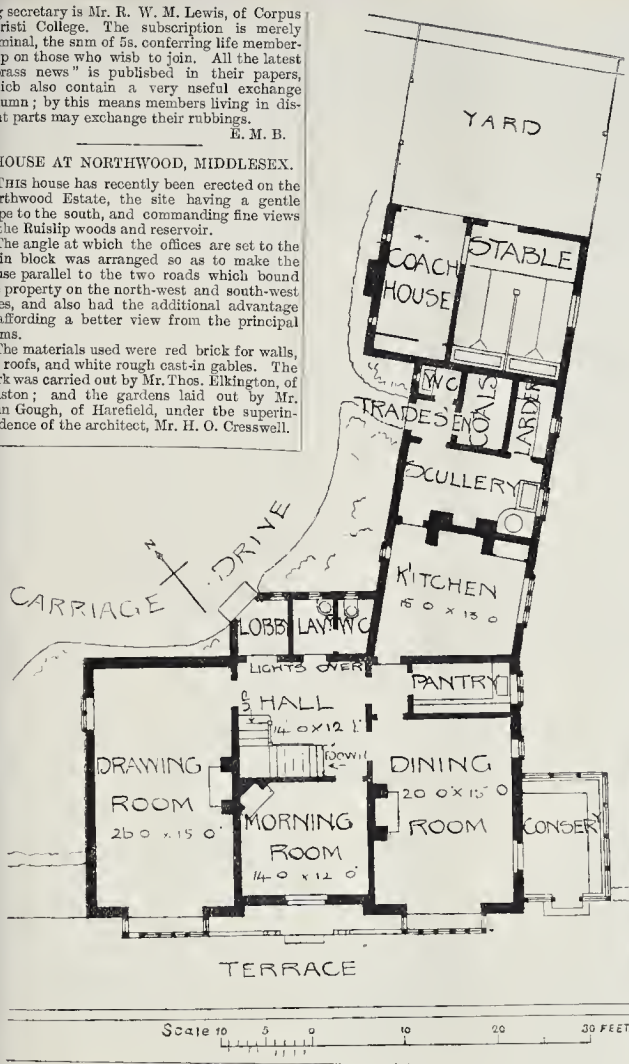 g secretary is Mr. R. W. M. Lewis, of Corpus
risti College. The subscription is merely
minal, the snm of 5s. conferring life member-
p on those who wisb to join. All the latest
rass news" is publisbed in their papers,
icb also contain a very nseful exchange
umn; by this means members living in dis-
t parts may exchange their rubbings.
E. M. B.
HOUSE AT NORTHWOOD, MIDDLESEX.
THIS house has recently been erected on the
rthwood Estate, the site having a gentle
pe to the south, and commanding fine views
the Ruislip woods and reservoir.
The angle at which the offices are set to the
in block was arranged so as to make the
use parallel to the two roads which bound
property on the north-west and south-west
es, and also had the additional advantage
affording a better view from the principal
ms.
The materials used were red brick for walls,
roofs, and white rough cast-in gables. The
rk was carried out by Mr. Thos. Elkington, of
ston; and the gardens laid out by Mr.
n Gough, of Harefield, under tbe superin-
dence of the architect, Mr. H. O. Cresswell.
YARD
COACH
HOUSE
STABLE
WC
COALS
LARDER
TRADES EN
SCULLERY
KITCHEN
15 0 x 13 0
N
CARRIAGE DRIVE
LOBBY
LAV
WC
LIGHTS OVER
PANTRY
HALL
14 0 x 12
UP
DOWN
DRAWING
ROOM
26 0 x 15 0
MORNING
ROOM
14 0 x 12 0
DINING
20 0 x 15 0
ROOM
CONSERY
TERRACE
Scale 10 5 0 10 20 30 FEET